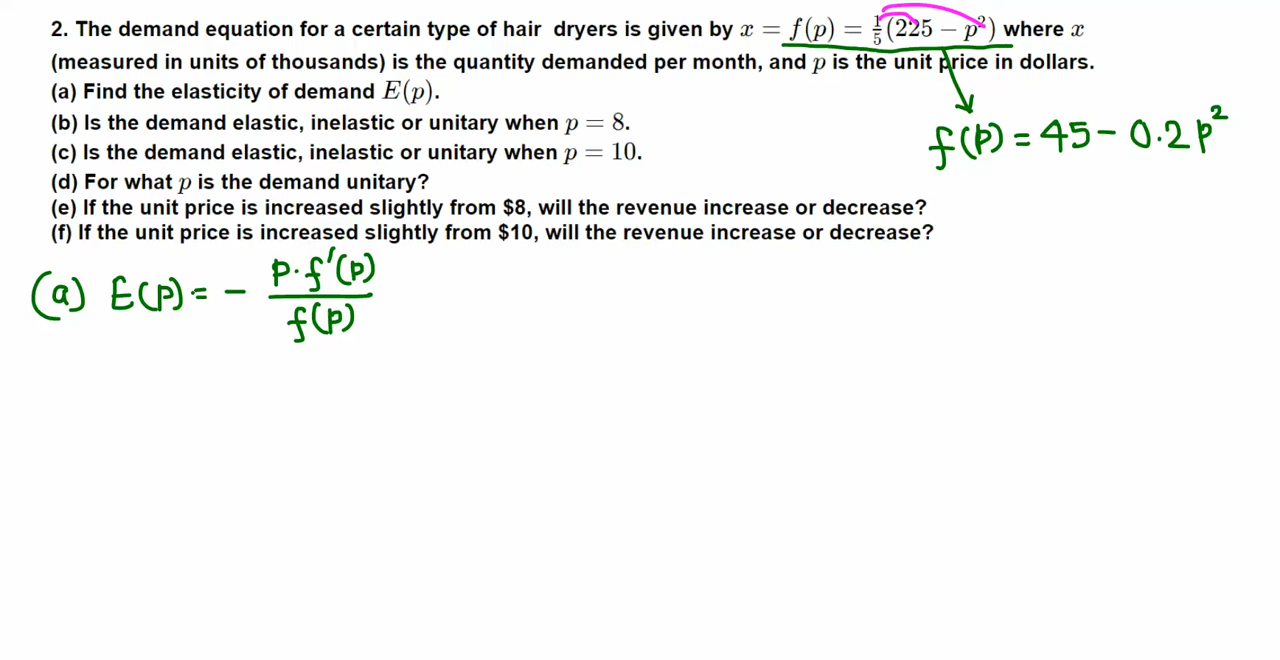 2. The demand equation for a certain type of hair dryers is given by x = f(p) = 1/5(225 − p²) where x
(measured in units of thousands) is the quantity demanded per month, and p is the unit price in dollars.
(a) Find the elasticity of demand E(p).
(b) Is the demand elastic, inelastic or unitary when p = 8.
f(p) = 45 − 0.2p²
(c) Is the demand elastic, inelastic or unitary when p = 10.
(d) For what p is the demand unitary?
(e) If the unit price is increased slightly from $8, will the revenue increase or decrease?
(f) If the unit price is increased slightly from $10, will the revenue increase or decrease?
(a) E(p) = − p·f'(p) / f(p)